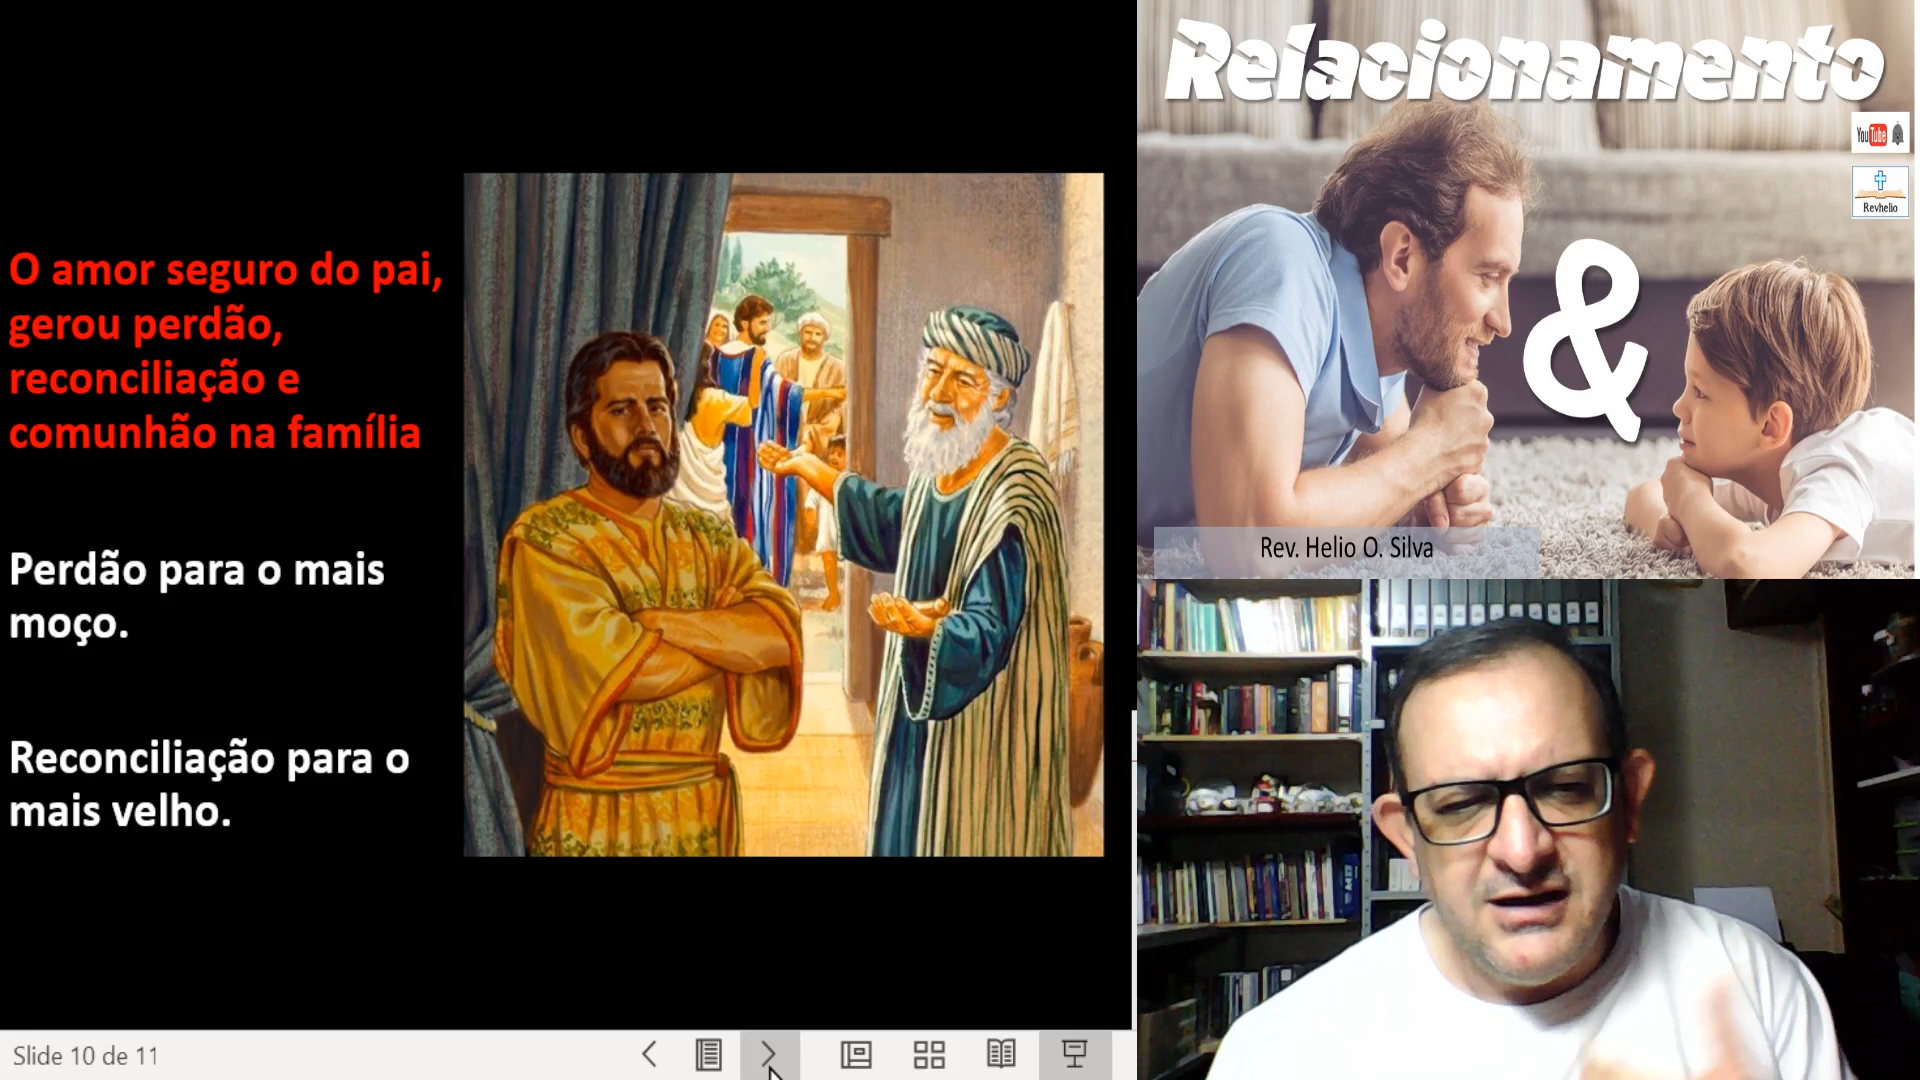 O amor seguro do pai,
gerou perdão,
reconciliação e
comunhão na família
Perdão para o mais
moço.
Reconciliação para o
mais velho.
Slide 10 de 11
Relacionamento
&
YouTube
Revhelio
Rev. Helio O. Silva